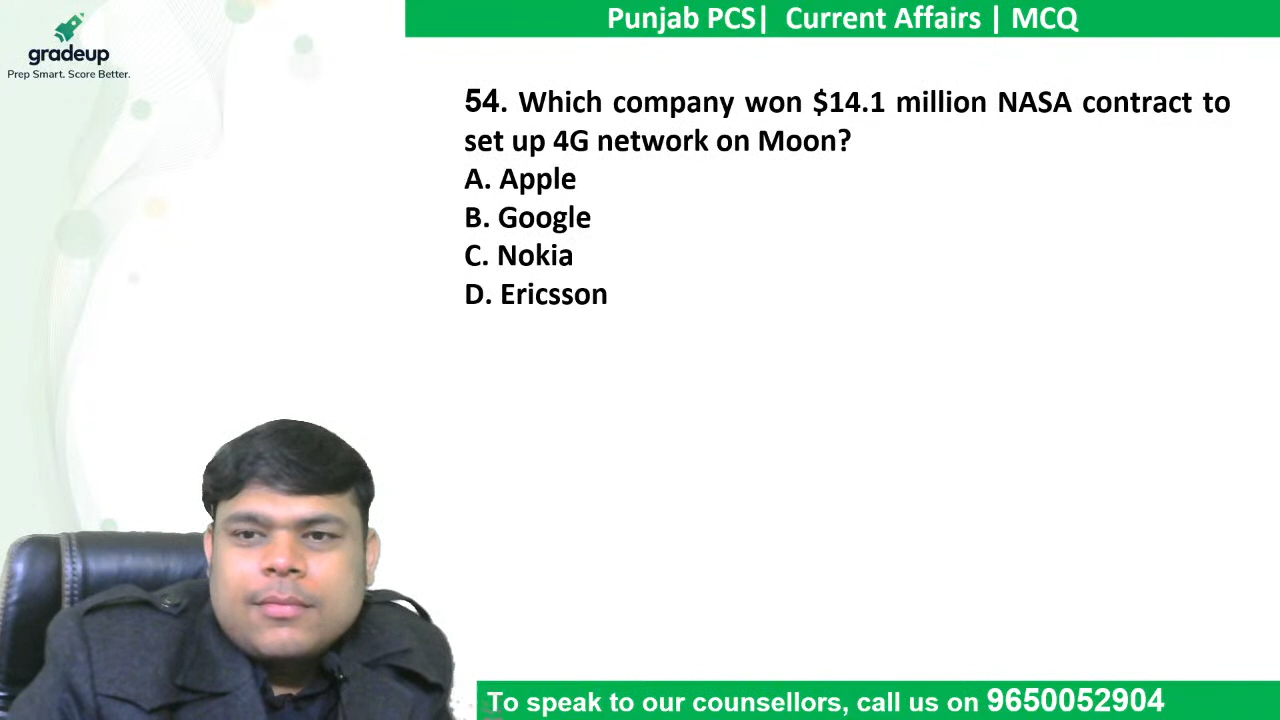 Punjab PCS| Current Affairs | MCQ
gradeup
Prep Smart. Score Better.
54. Which company won $14.1 million NASA contract to
set up 4G network on Moon?
A. Apple
B. Google
C. Nokia
D. Ericsson
To speak to our counsellors, call us on 9650052904